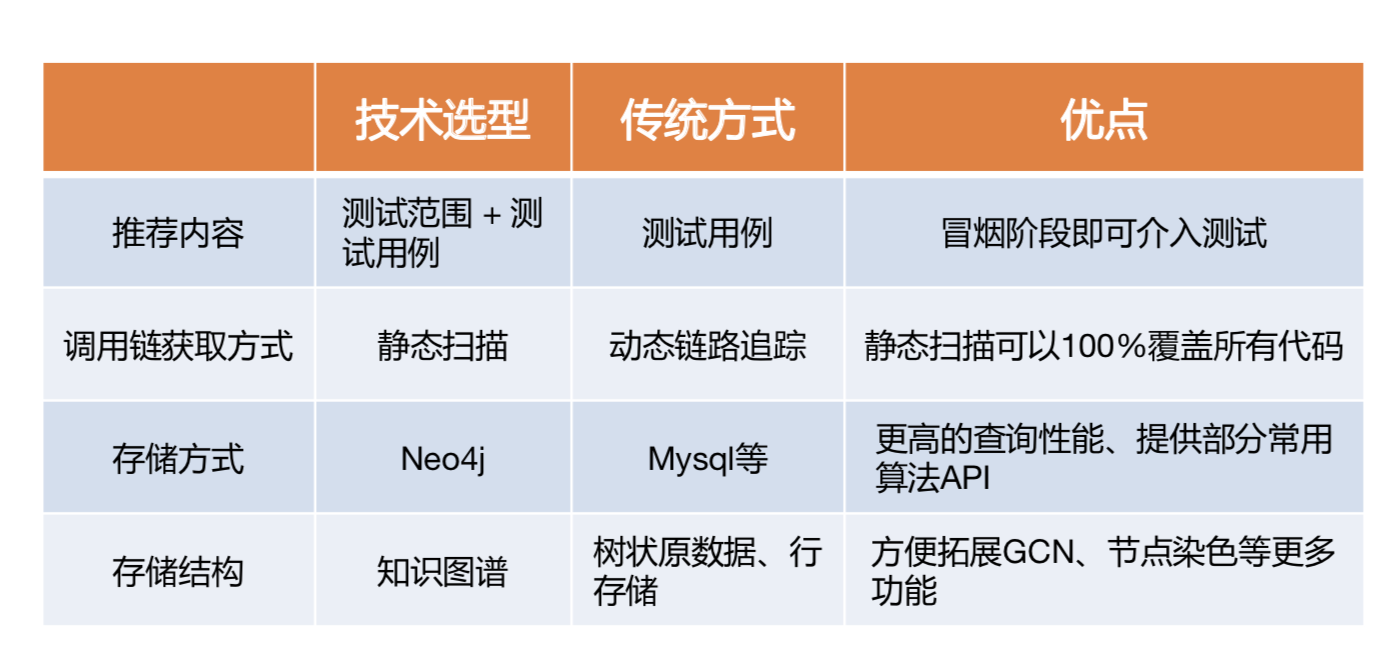 技术选型
传统方式
优点
推荐内容
测试范围 + 测
试用例
测试用例
冒烟阶段即可介入测试
调用链获取方式
静态扫描
动态链路追踪
静态扫描可以100%覆盖所有代码
存储方式
Neo4j
Mysql等
更高的查询性能、提供部分常用
算法API
存储结构
知识图谱
树状原数据、行
存储
方便拓展GCN、节点染色等更多
功能